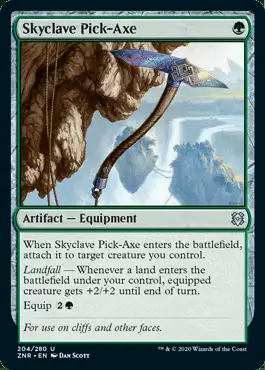 Skyclave Pick-Axe
Artifact — Equipment
When Skyclave Pick-Axe enters the battlefield,
attach it to target creature you control.
Landfall — Whenever a land enters the
battlefield under your control, equipped
creature gets +2/+2 until end of turn.
Equip 2
For use on cliffs and other faces.
204/280 U
ZNR • EN DAN SCOTT
™ & © 2020 Wizards of the Coast